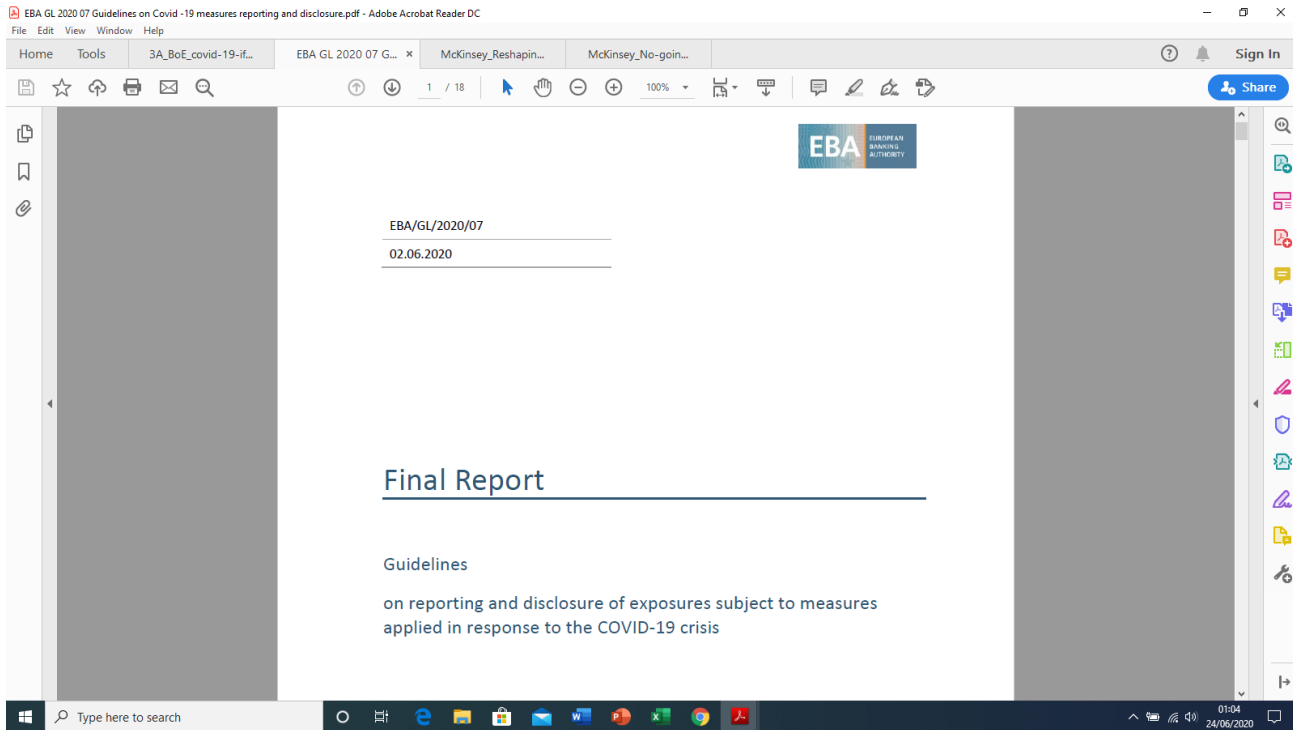 EBA GL 2020 07 Guidelines on Covid -19 measures reporting and disclosure.pdf - Adobe Acrobat Reader DC
File Edit View Window Help
Home Tools 3A_BoE_covid-19-if... EBA GL 2020 07 G... × McKinsey_Reshapin... McKinsey_No-goin... Sign In
1 / 18 100% Share
EBA EUROPEAN
BANKING
AUTHORITY
EBA/GL/2020/07
02.06.2020
Final Report
Guidelines
on reporting and disclosure of exposures subject to measures
applied in response to the COVID-19 crisis
Type here to search
01:04
24/06/2020